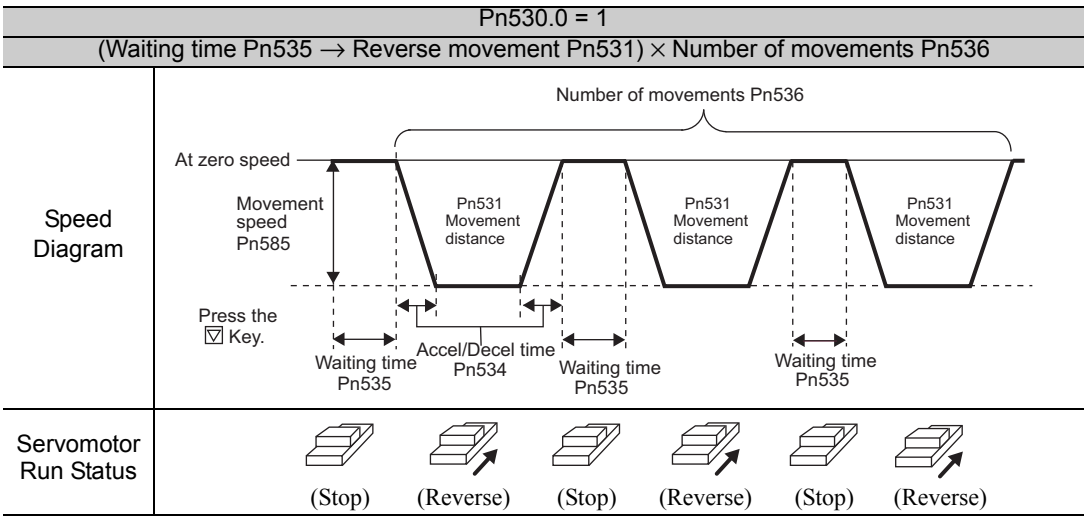 Pn530.0 = 1
(Waiting time Pn535 → Reverse movement Pn531) × Number of movements Pn536
Speed
Diagram
Number of movements Pn536
At zero speed
Movement
speed
Pn585
Pn531
Movement
distance
Pn531
Movement
distance
Pn531
Movement
distance
Press the
▽ Key.
Waiting time
Pn535
Accel/Decel time
Pn534
Waiting time
Pn535
Waiting time
Pn535
Servomotor
Run Status
(Stop) (Reverse) (Stop) (Reverse) (Stop) (Reverse)